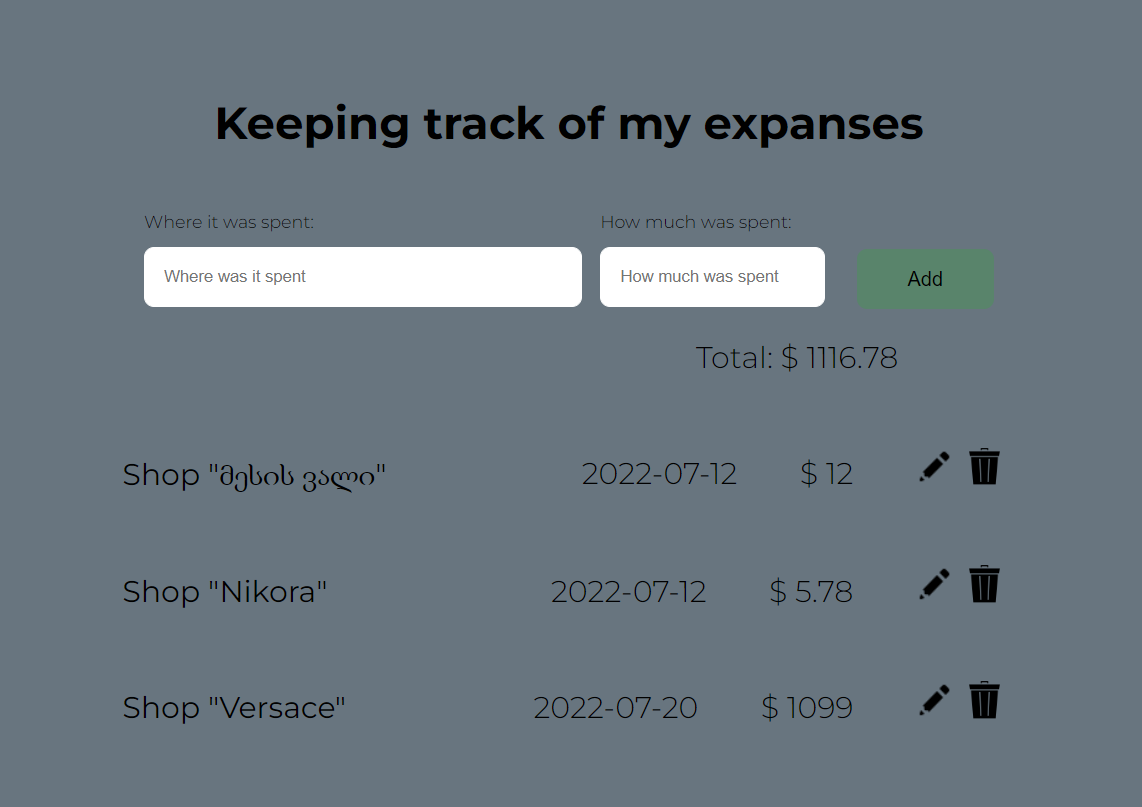 Keeping track of my expanses
Where it was spent: How much was spent:
Where was it spent How much was spent Add
Total: $ 1116.78
Shop "მესის ვალი" 2022-07-12 $ 12
Shop "Nikora" 2022-07-12 $ 5.78
Shop "Versace" 2022-07-20 $ 1099